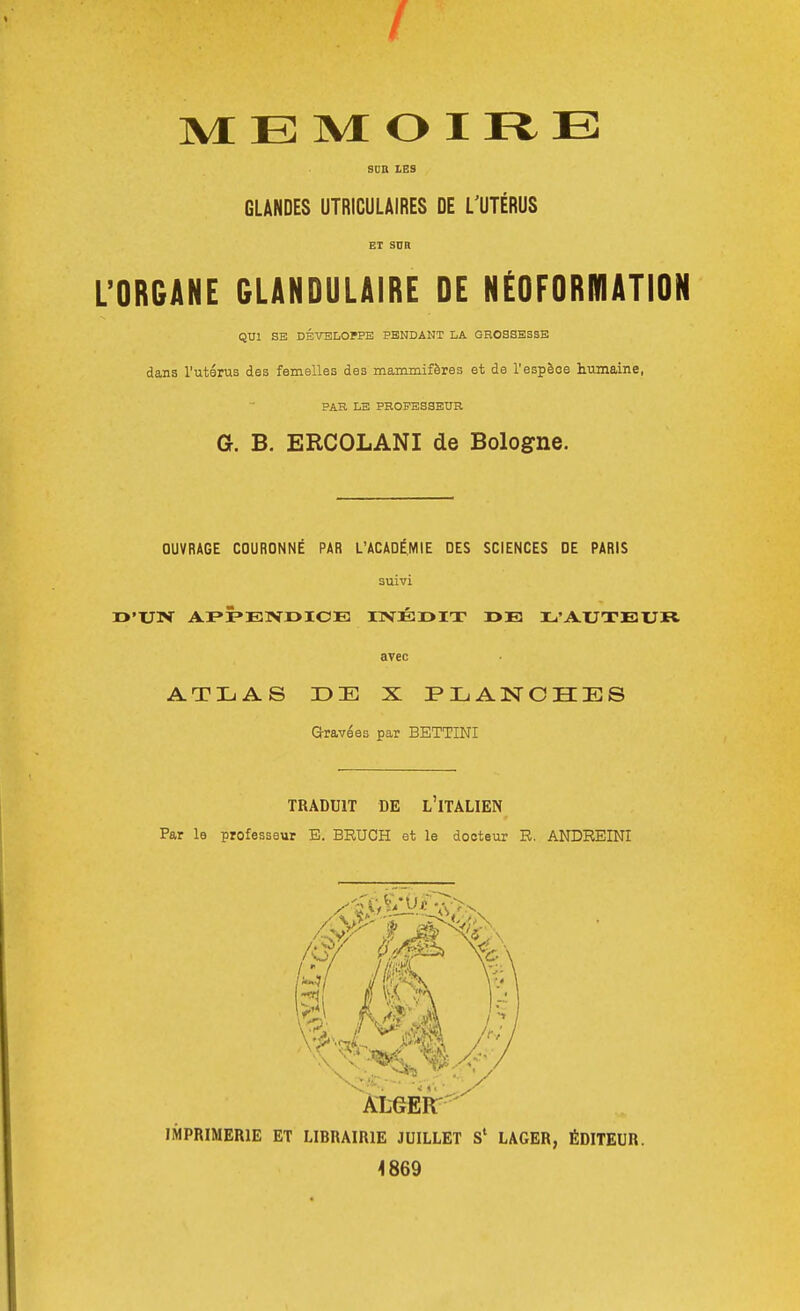 MEMOIRE
SUR LES
GLANDES UTRICULAIRES DE L'UTÉRUS
ET SUR
L'ORGANE GLANDULAIRE DE NÉOFORMATION
QUI SE DÉVELOPPE PENDANT LA GROSSESSE
dans l'utérus des femelles des mammifères et de l'espèce humaine,
PAR LE PROFESSEUR
G. B. ERCOLANI de Bologne.
OUVRAGE COURONNÉ PAR L'ACADÉMIE DES SCIENCES DE PARIS
suivi
D'UN APPENDICE INÉDIT DE L'AUTEUR
avec
ATLAS DE X PLANCHES
Gravées par BETTINI
TRADUIT DE L'ITALIEN
Par le professeur E. BRUCH et le docteur R. ANDREINI
ALGER
IMPRIMERIE ET LIBRAIRIE JUILLET St LAGER, ÉDITEUR.
1869